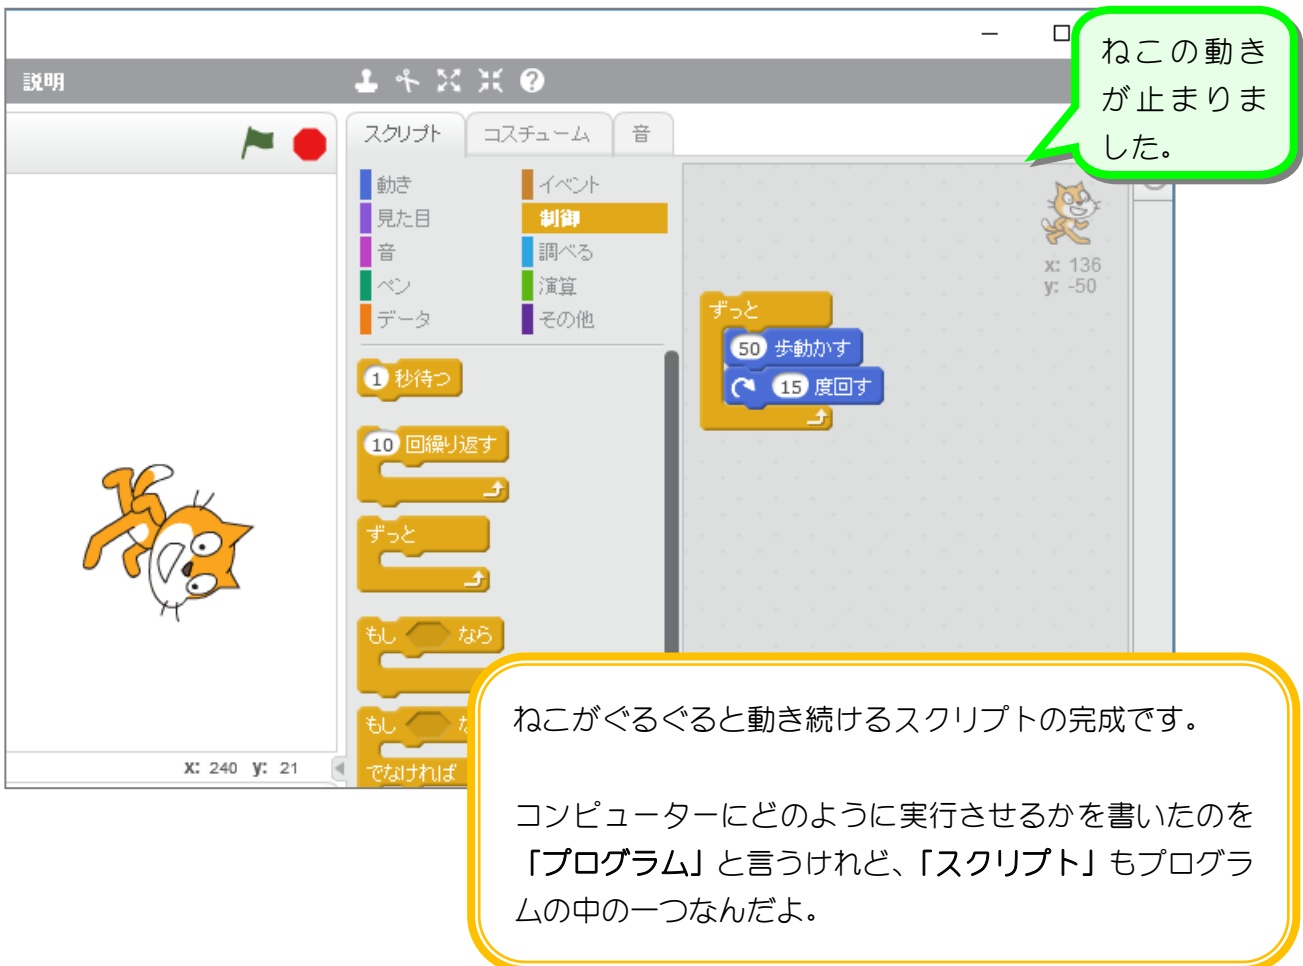 ねこの動き
が止まりま
した。
説明
スクリプト コスチューム 音
動き イベント
見た目 制御
音 調べる
ペン 演算
データ その他
x: 136
y: -50
ずっと
50 歩動かす
15 度回す
1 秒待つ
10 回繰り返す
ずっと
もし なら
もし な
でなければ
x: 240 y: 21
ねこがぐるぐると動き続けるスクリプトの完成です。
コンピューターにどのように実行させるかを書いたのを
「プログラム」と言うけれど、「スクリプト」もプログラ
ムの中の一つなんだよ。